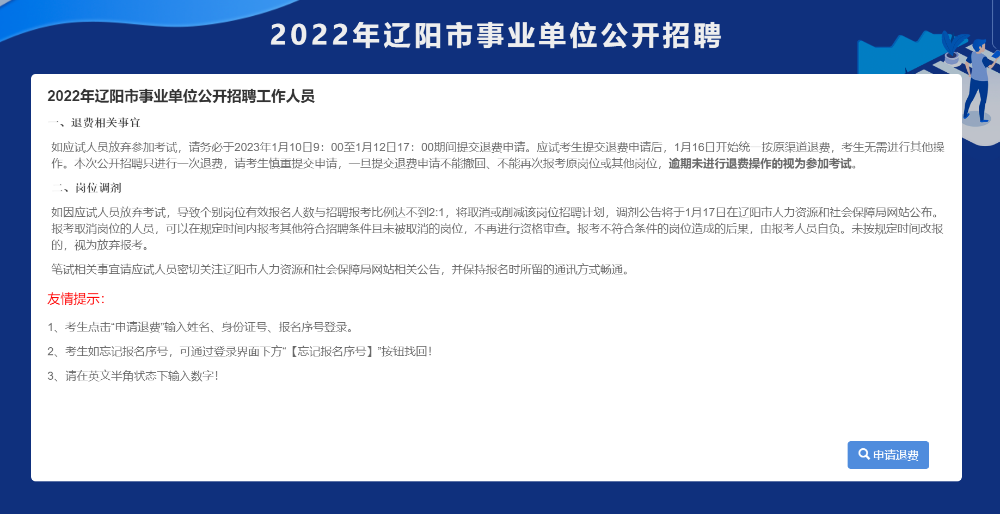 2022年辽阳市事业单位公开招聘
2022年辽阳市事业单位公开招聘工作人员
一、退费相关事宜
如应试人员放弃参加考试，请务必于2023年1月10日9：00至1月12日17：00期间提交退费申请。应试考生提交退费申请后，1月16日开始统一按原渠道退费，考生无需进行其他操
作。本次公开招聘只进行一次退费，请考生慎重提交申请，一旦提交退费申请不能撤回、不能再次报考原岗位或其他岗位，逾期未进行退费操作的视为参加考试。
二、岗位调剂
如因应试人员放弃考试，导致个别岗位有效报名人数与招聘报考比例达不到2:1，将取消或削减该岗位招聘计划，调剂公告将于1月17日在辽阳市人力资源和社会保障局网站公布。
报考取消岗位的人员，可以在规定时间内报考其他符合招聘条件且未被取消的岗位，不再进行资格审查。报考不符合条件的岗位造成的后果，由报考人员自负。未按规定时间改报
的，视为放弃报考。
笔试相关事宜请应试人员密切关注辽阳市人力资源和社会保障局网站相关公告，并保持报名时所留的通讯方式畅通。
友情提示：
1、考生点击“申请退费”输入姓名、身份证号、报名序号登录。
2、考生如忘记报名序号，可通过登录界面下方“【忘记报名序号】”按钮找回！
3、请在英文半角状态下输入数字！
申请退费